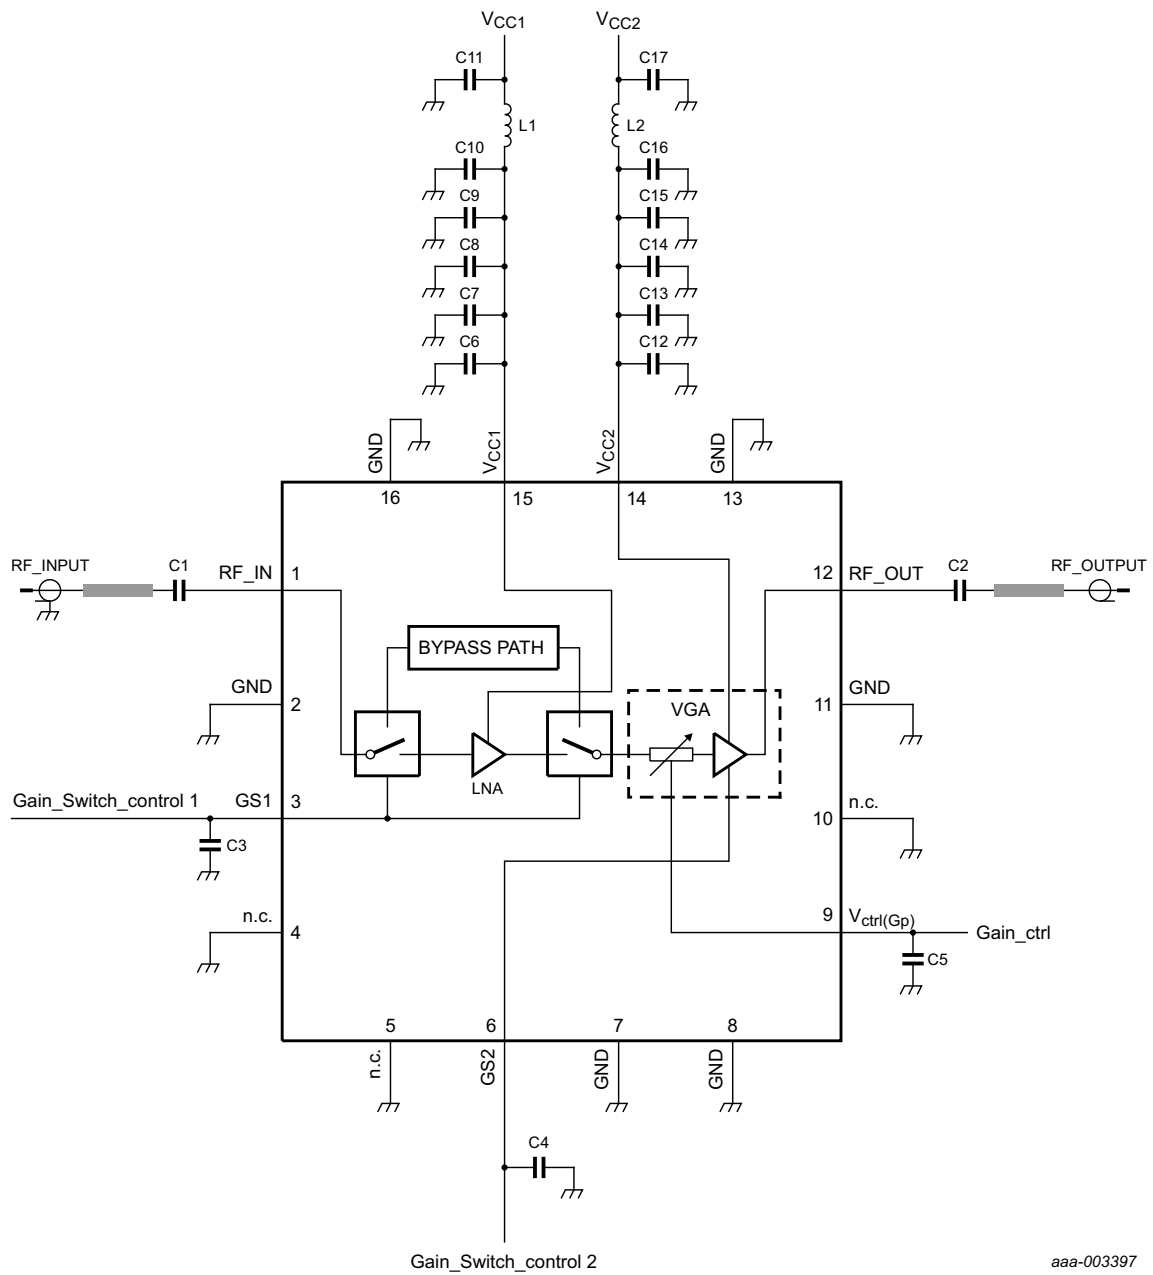 VCC1
VCC2
C11
C17
L1
L2
C10
C16
C9
C15
C8
C14
C7
C13
C6
C12
GND
VCC1
VCC2
GND
16
15
14
13
RF_INPUT
C1
RF_IN
1
12
RF_OUT
C2
RF_OUTPUT
BYPASS PATH
GND
2
11
GND
VGA
LNA
Gain_Switch_control 1
GS1
3
C3
10
n.c.
n.c.
4
9
Vctrl(Gp)
Gain_ctrl
C5
5
6
7
8
n.c.
GS2
GND
GND
C4
Gain_Switch_control 2
aaa-003397